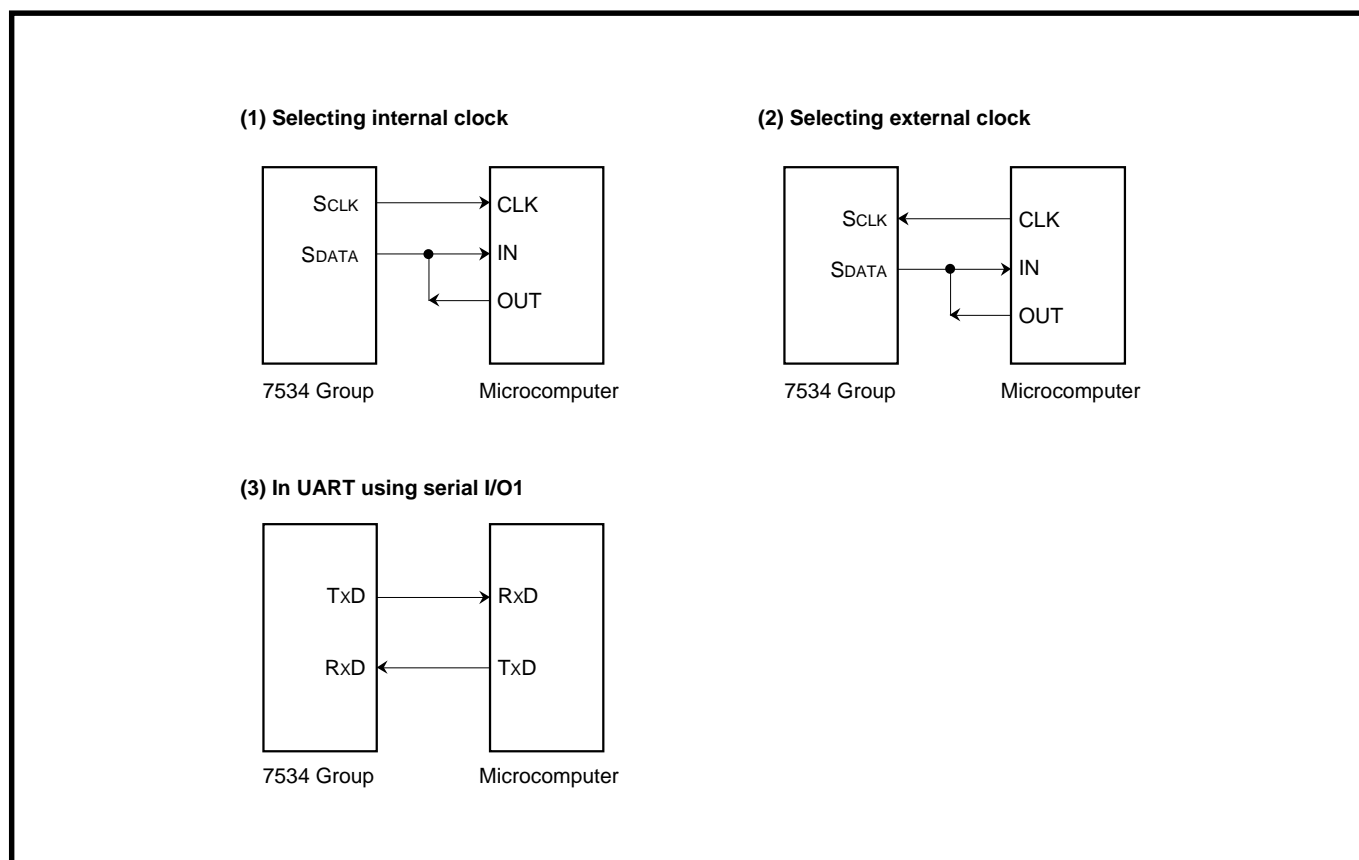 (1) Selecting internal clock
SCLK
CLK
SDATA
IN
OUT
7534 Group
Microcomputer
(2) Selecting external clock
SCLK
CLK
SDATA
IN
OUT
7534 Group
Microcomputer
(3) In UART using serial I/O1
TxD
RxD
RxD
TxD
7534 Group
Microcomputer